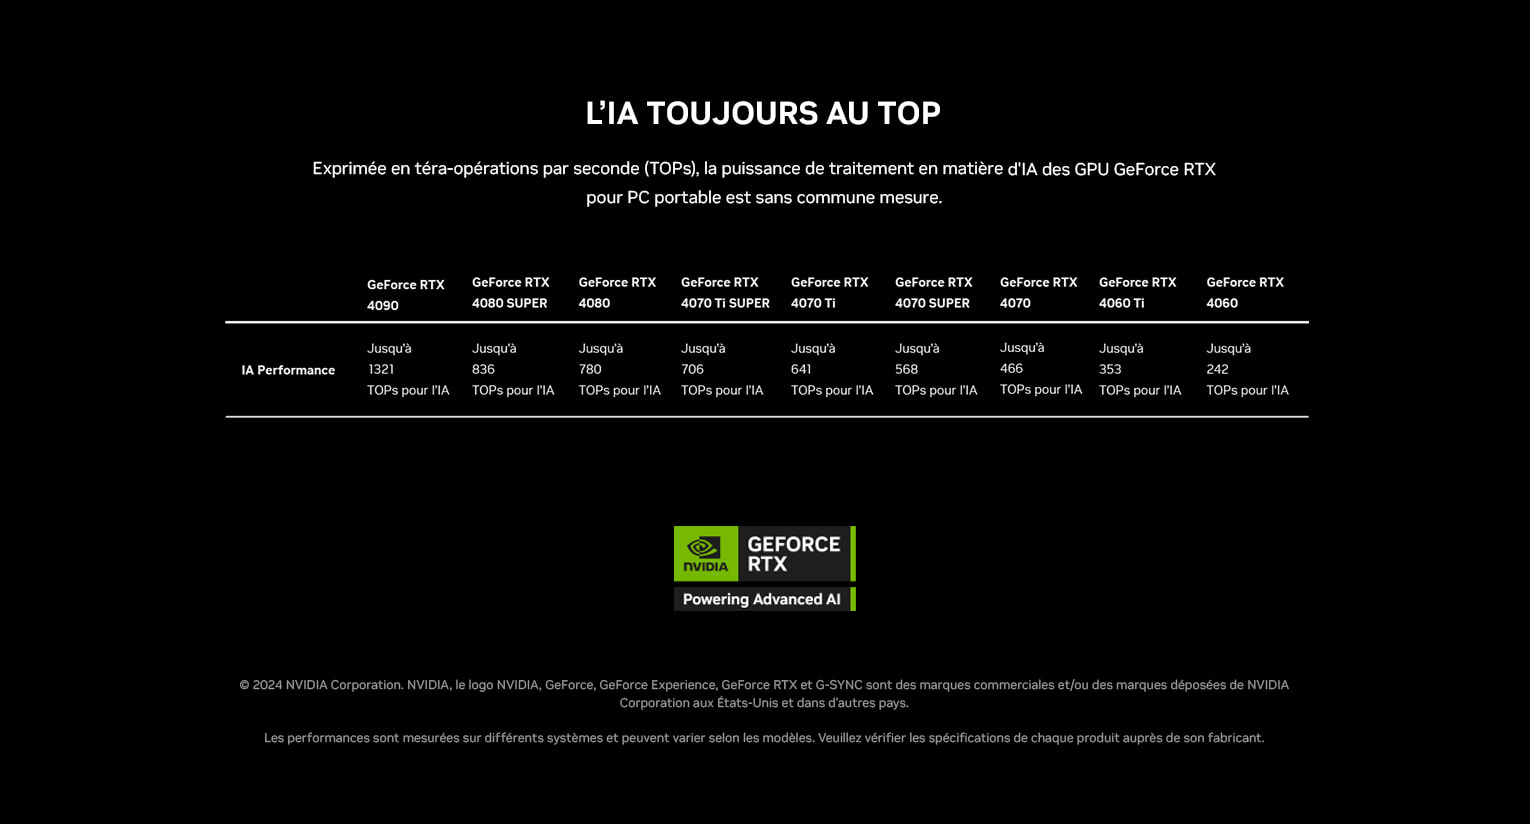 L'IA TOUJOURS AU TOP
Exprimée en téra-opérations par seconde (TOPs), la puissance de traitement en matière d'IA des GPU GeForce RTX
pour PC portable est sans commune mesure.
GeForce RTX 4090
GeForce RTX 4080 SUPER
GeForce RTX 4080
GeForce RTX 4070 Ti SUPER
GeForce RTX 4070 Ti
GeForce RTX 4070 SUPER
GeForce RTX 4070
GeForce RTX 4060 Ti
GeForce RTX 4060
IA Performance
Jusqu'à 1321 TOPs pour l'IA
Jusqu'à 836 TOPs pour l'IA
Jusqu'à 780 TOPs pour l'IA
Jusqu'à 706 TOPs pour l'IA
Jusqu'à 641 TOPs pour l'IA
Jusqu'à 568 TOPs pour l'IA
Jusqu'à 466 TOPs pour l'IA
Jusqu'à 353 TOPs pour l'IA
Jusqu'à 242 TOPs pour l'IA
NVIDIA
GEFORCE
RTX
Powering Advanced AI
© 2024 NVIDIA Corporation. NVIDIA, le logo NVIDIA, GeForce, GeForce Experience, GeForce RTX et G-SYNC sont des marques commerciales et/ou des marques déposées de NVIDIA
Corporation aux États-Unis et dans d'autres pays.
Les performances sont mesurées sur différents systèmes et peuvent varier selon les modèles. Veuillez vérifier les spécifications de chaque produit auprès de son fabricant.